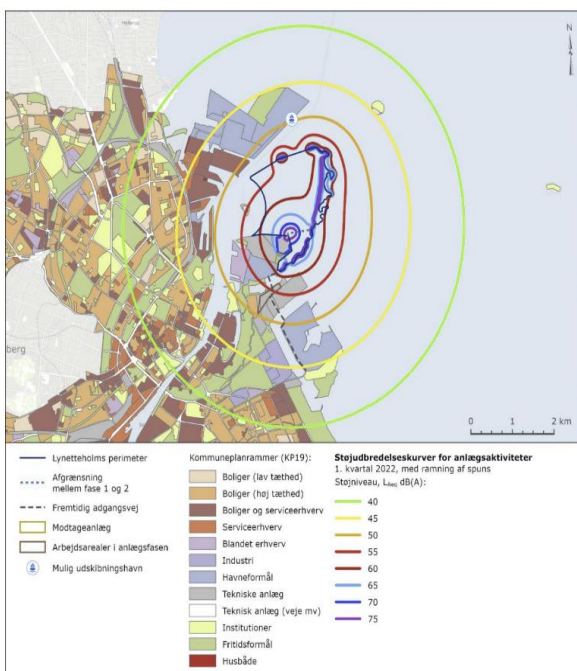 Hellerup
N
berg
0 1 2 km
Lynetteholms perimeter
Afgrænsning
mellem fase 1 og 2
Fremtidig adgangsvej
Modtageanlæg
Arbejdsarealer i anlægsfasen
Mulig udskibningshavn
Kommuneplanrammer (KP19):
Boliger (lav tæthed)
Boliger (høj tæthed)
Boliger og serviceerhverv
Serviceerhverv
Blandet erhverv
Industri
Havneformål
Tekniske anlæg
Teknisk anlæg (veje mv)
Institutioner
Fritidsformål
Husbåde
Støjudbredelseskurver for anlægsaktiviteter
1. kvartal 2022, med ramning af spuns
Støjniveau, LAeq dB(A):
40
45
50
55
60
65
70
75